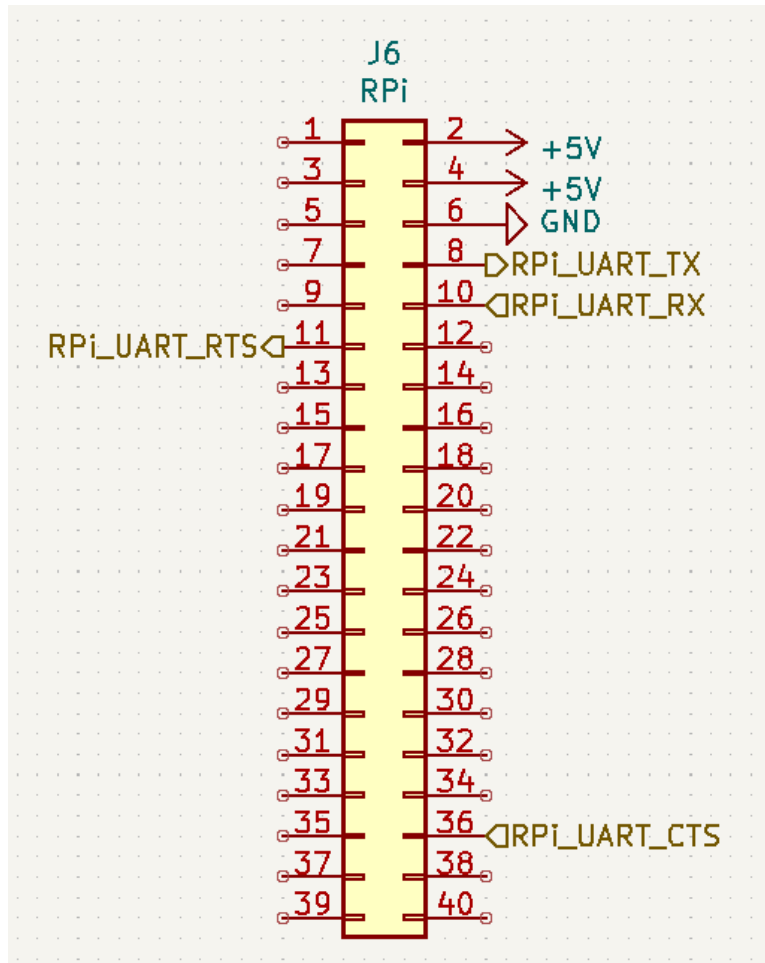 J6
RPi
1 2 +5V
3 4 +5V
5 6 GND
7 8 RPi_UART_TX
9 10 RPi_UART_RX
RPi_UART_RTS 11 12
13 14
15 16
17 18
19 20
21 22
23 24
25 26
27 28
29 30
31 32
33 34
35 36 RPi_UART_CTS
37 38
39 40